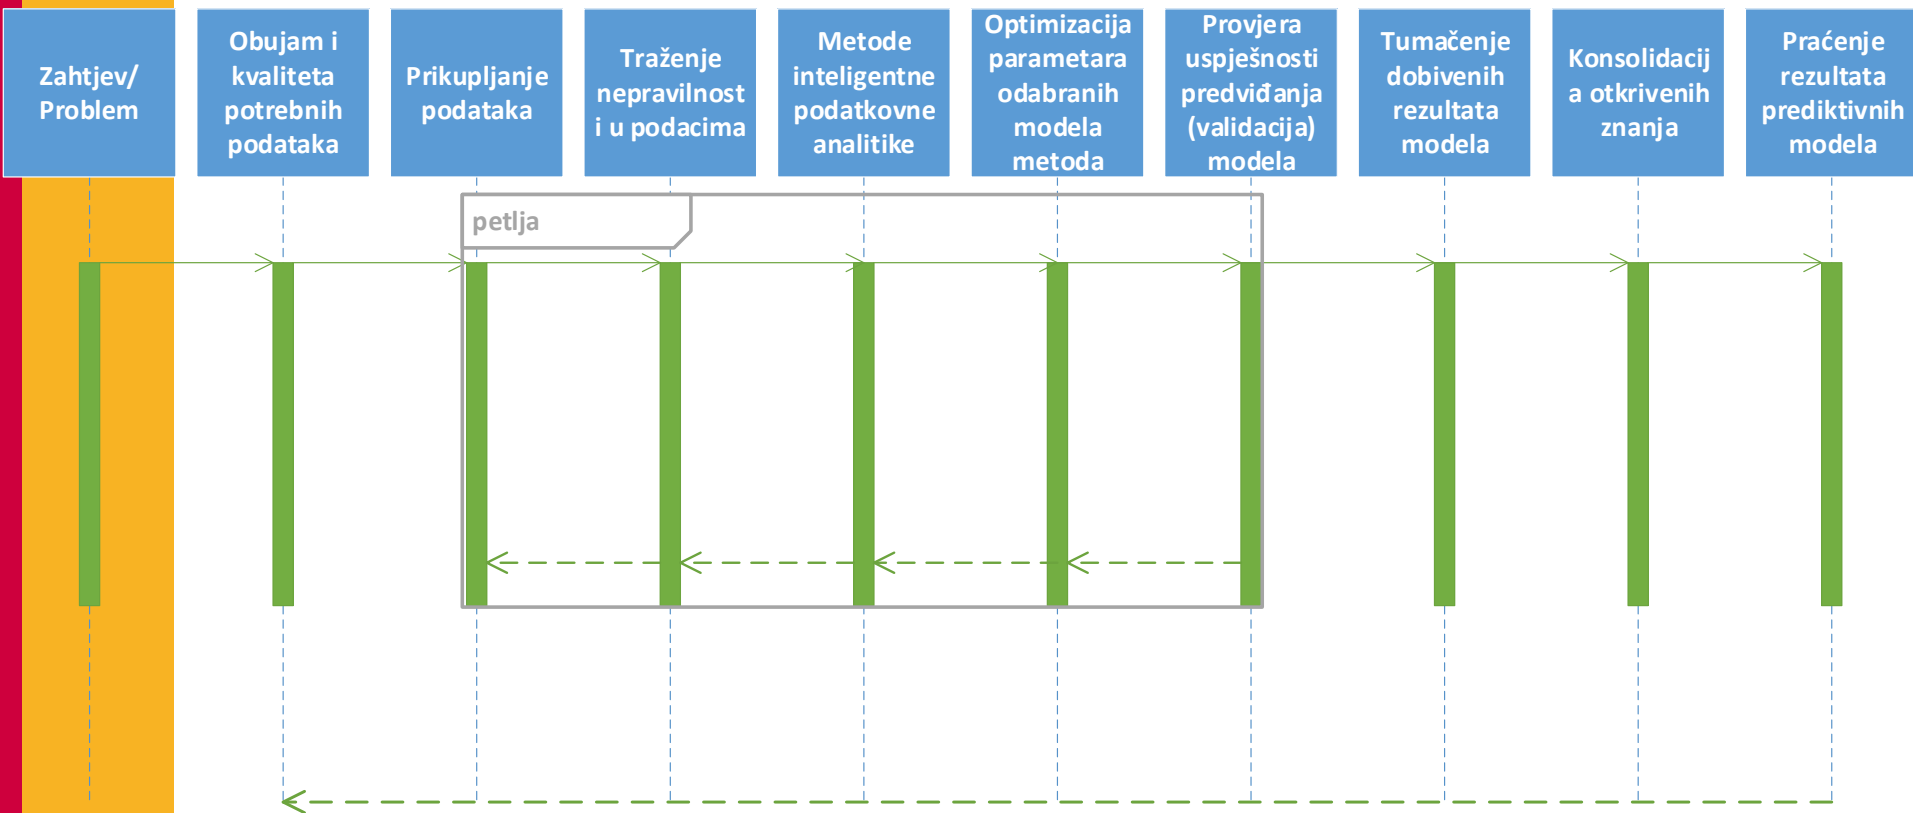 Zahtjev/
Problem
Obujam i
kvaliteta
potrebnih
podataka
Prikupljanje
podataka
Traženje
nepravilnost
i u podacima
Metode
inteligentne
podatkovne
analitike
Optimizacija
parametara
odabranih
modela
metoda
Provjera
uspješnosti
predviđanja
(validacija)
modela
Tumačenje
dobivenih
rezultata
modela
Konsolidacij
a otkrivenih
znanja
Praćenje
rezultata
prediktivnih
modela
petlja